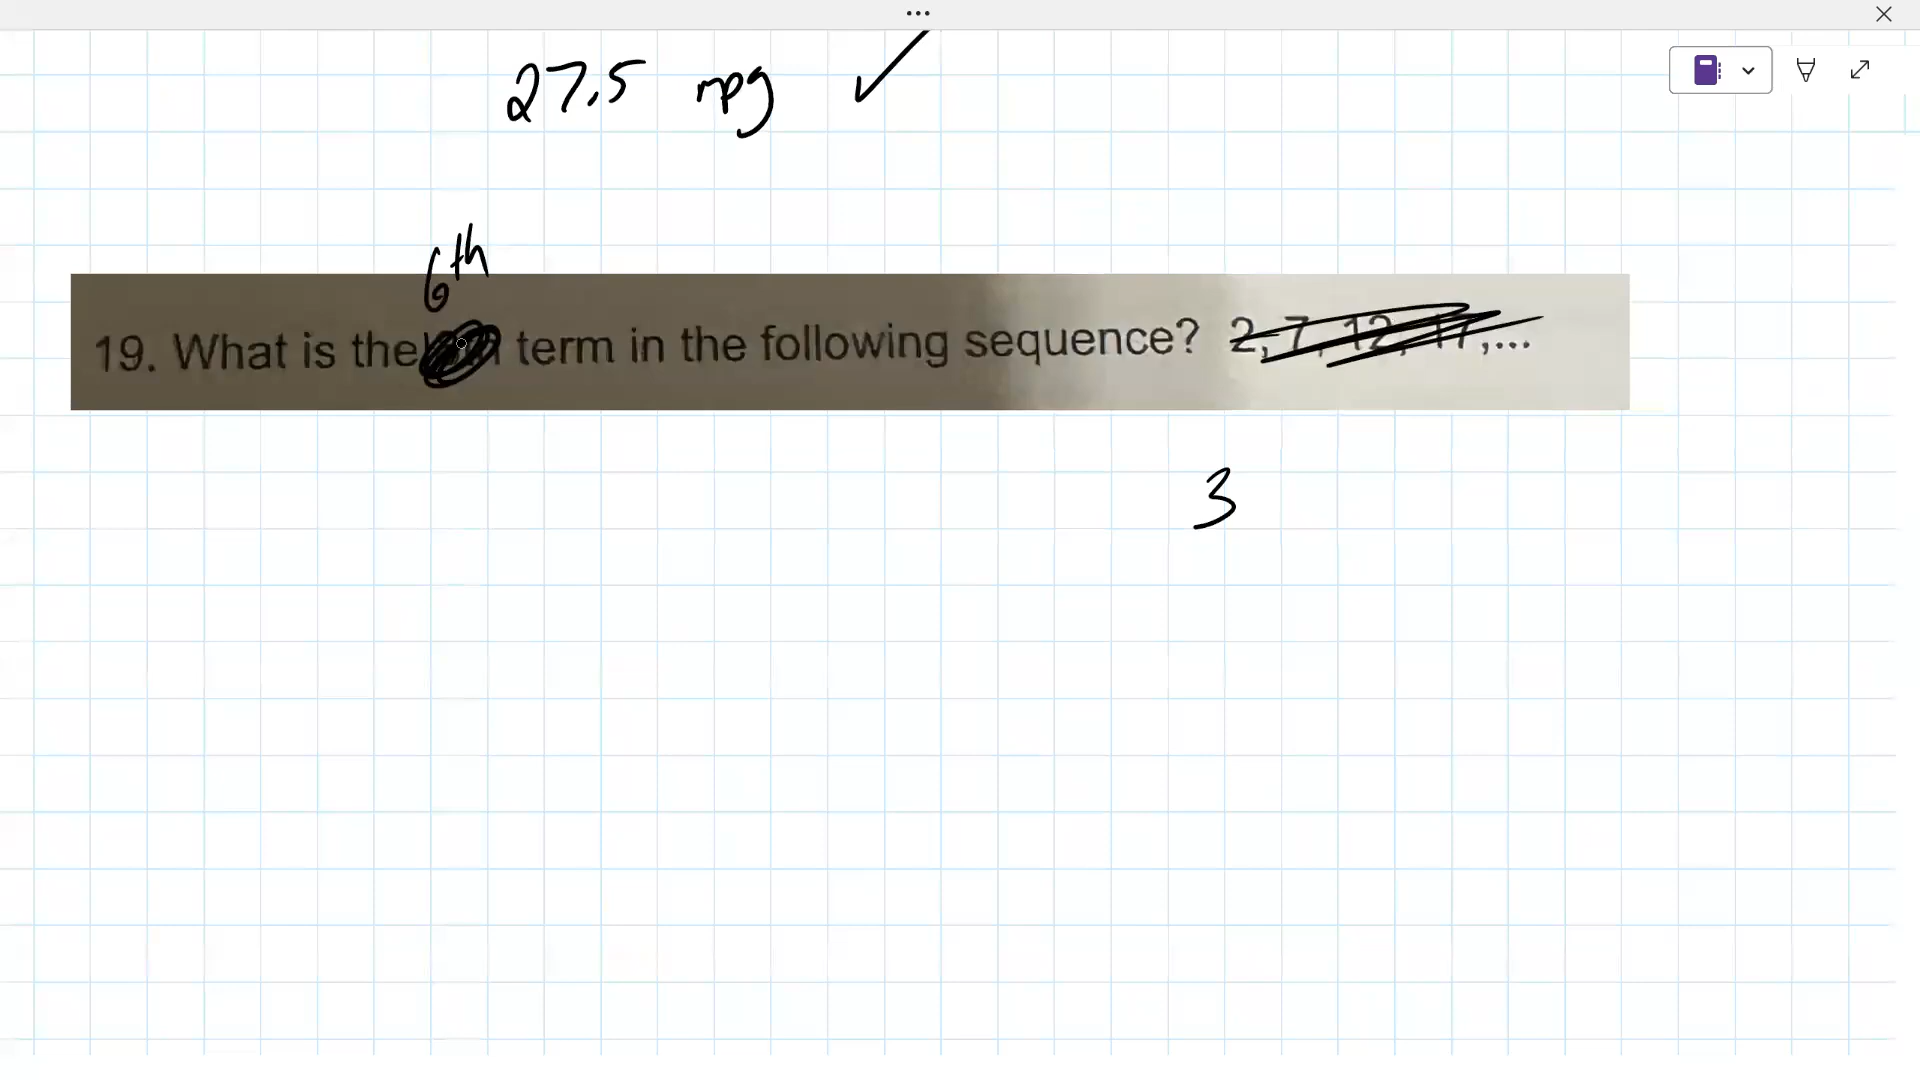 27.5 mpg ✓
6th
19. What is the term in the following sequence? 2, 7, 12, 17,...
3